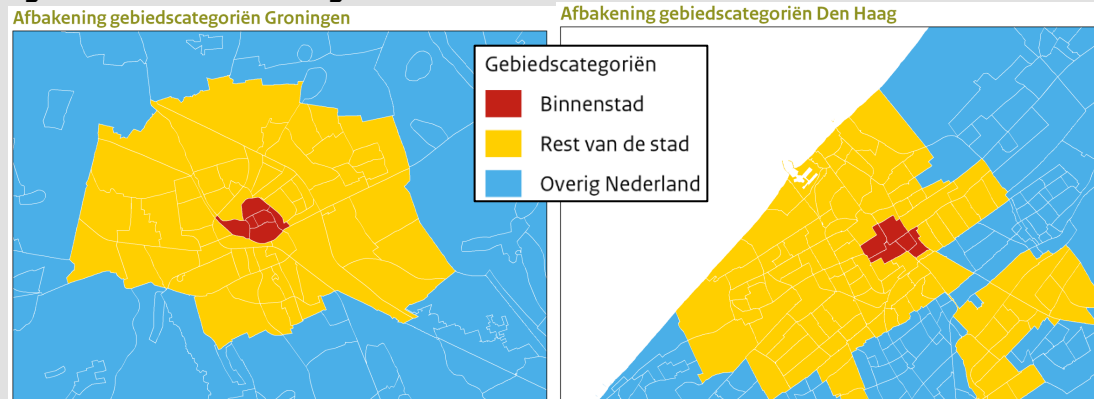 Afbakening gebiedscategoriën Groningen
Afbakening gebiedscategoriën Den Haag
Gebiedscategoriën
Binnenstad
Rest van de stad
Overig Nederland